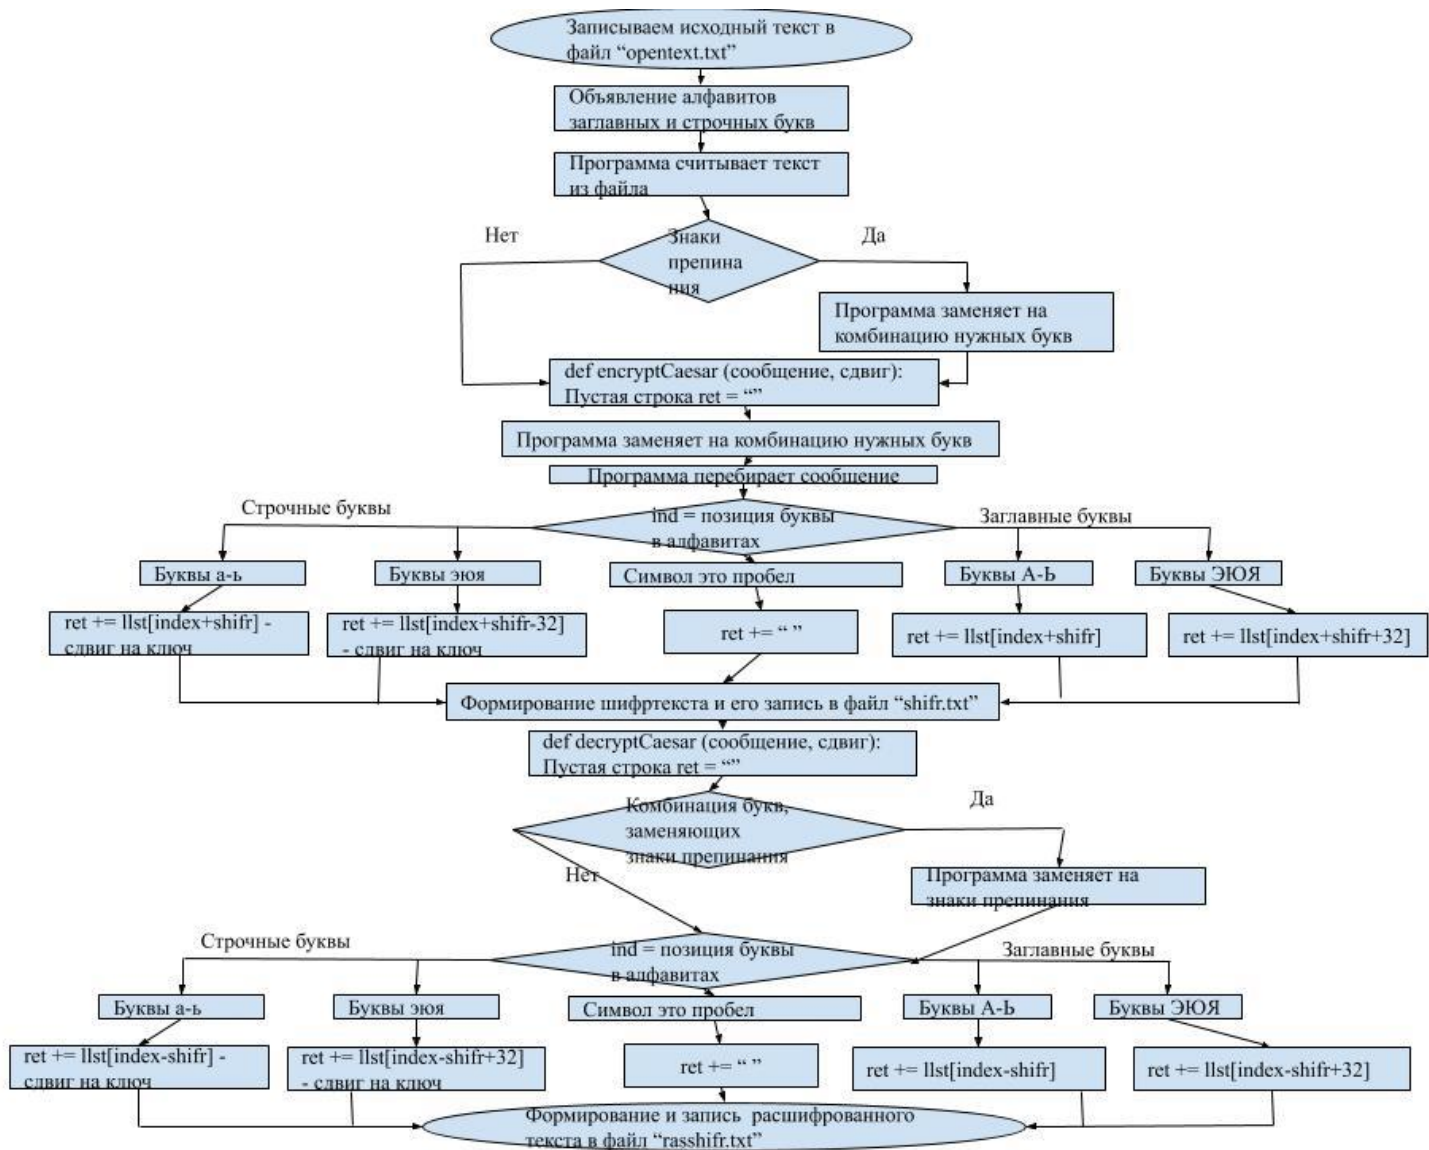 Записываем исходный текст в
файл “opentext.txt”
Объявление алфавитов
заглавных и строчных букв
Программа считывает текст
из файла
Нет
Знаки
препина
ния
Да
Программа заменяет на
комбинацию нужных букв
def encryptCaesar (сообщение, сдвиг):
Пустая строка ret = “”
Программа заменяет на комбинацию нужных букв
Программа перебирает сообщение
Строчные буквы
ind = позиция буквы
в алфавитах
Заглавные буквы
Буквы а-ь
Буквы эюя
Символ это пробел
Буквы А-Ь
Буквы ЭЮЯ
ret += llst[index+shifr] -
сдвиг на ключ
ret += llst[index+shifr-32]
- сдвиг на ключ
ret += “ ”
ret += llst[index+shifr]
ret += llst[index+shifr+32]
Формирование шифртекста и его запись в файл “shifr.txt”
def decryptCaesar (сообщение, сдвиг):
Пустая строка ret = “”
Комбинация букв,
заменяющих
знаки препинания
Да
Нет
Программа заменяет на
знаки препинания
Строчные буквы
ind = позиция буквы
в алфавитах
Заглавные буквы
Буквы а-ь
Буквы эюя
Символ это пробел
Буквы А-Ь
Буквы ЭЮЯ
ret += llst[index-shifr] -
сдвиг на ключ
ret += llst[index-shifr+32]
- сдвиг на ключ
ret += “ ”
ret += llst[index-shifr]
ret += llst[index-shifr+32]
Формирование и запись расшифрованного
текста в файл “rasshifr.txt”